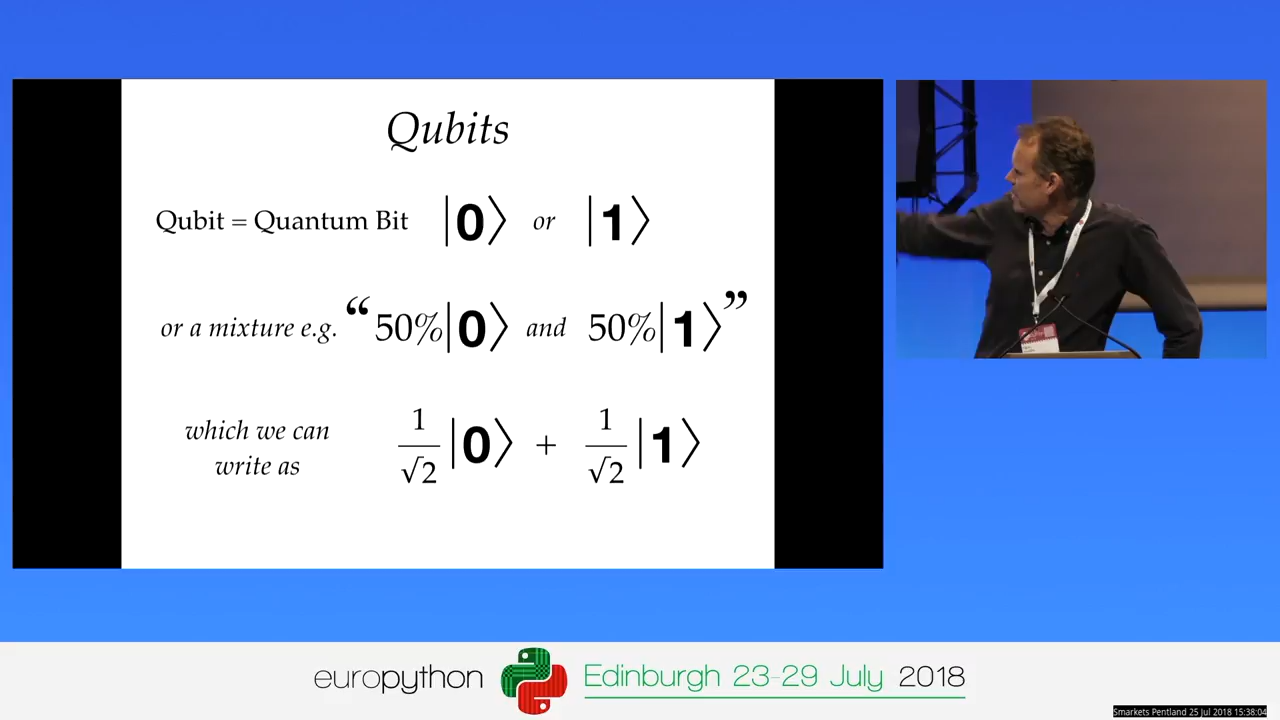 Qubits
Qubit = Quantum Bit |0⟩ or |1⟩
or a mixture e.g. “50%|0⟩ and 50%|1⟩”
which we can
write as
1/√2 |0⟩ + 1/√2 |1⟩
europython Edinburgh 23-29 July 2018
Smarkets Pentland 25 Jul 2018 15:38:04